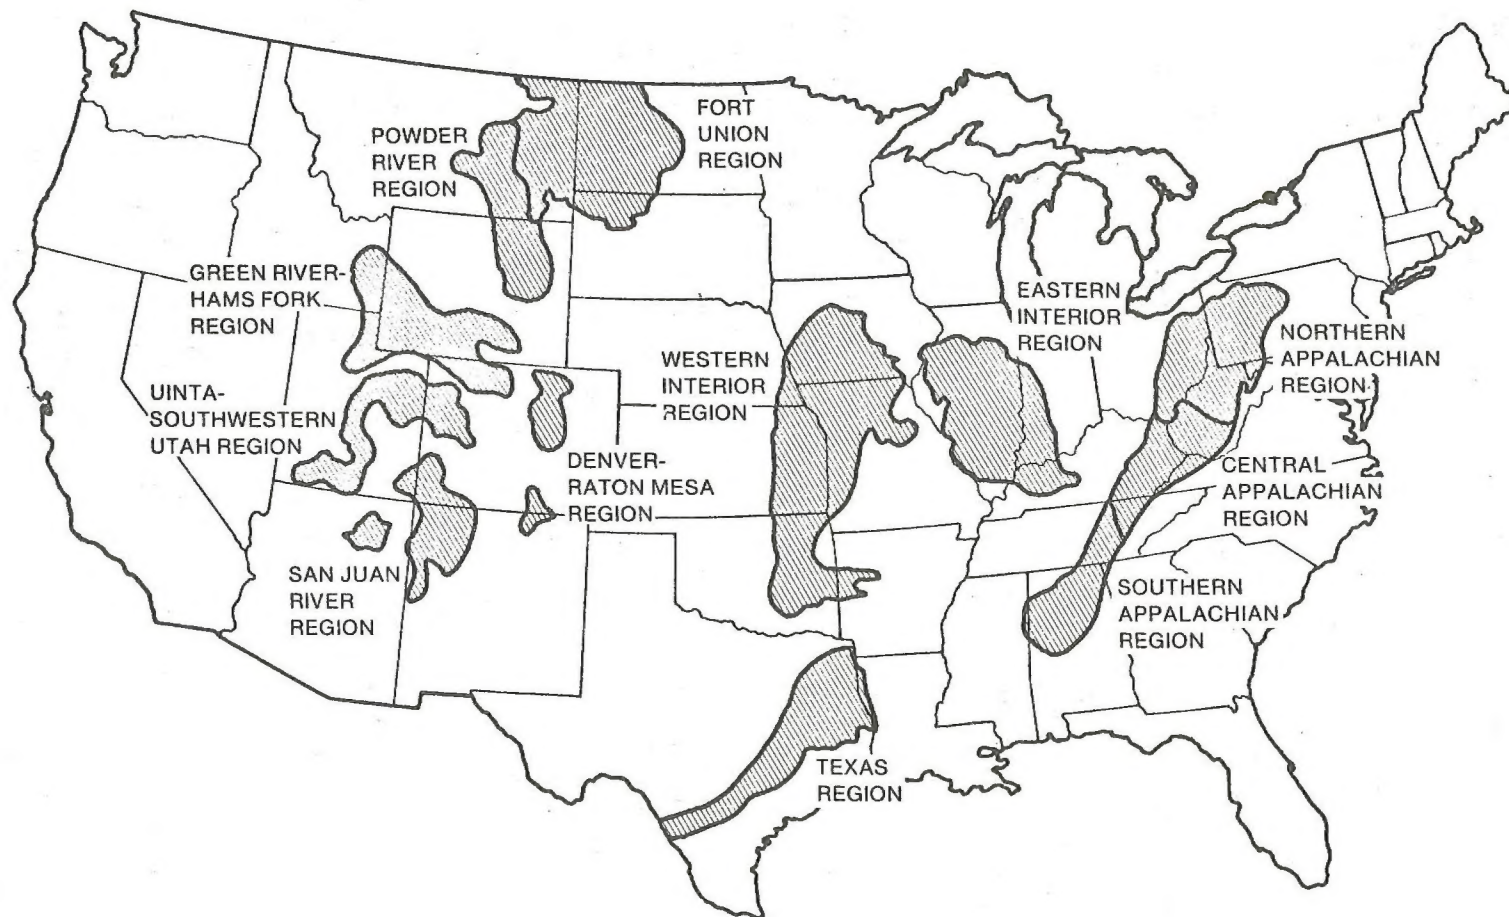 POWDER
RIVER
REGION
FORT
UNION
REGION
GREEN RIVER-
HAMS FORK
REGION
EASTERN
INTERIOR
REGION
NORTHERN
APPALACHIAN
REGION
WESTERN
INTERIOR
REGION
UINTA-
SOUTHWESTERN
UTAH REGION
DENVER-
RATON MESA
REGION
CENTRAL
APPALACHIAN
REGION
SAN JUAN
RIVER
REGION
SOUTHERN
APPALACHIAN
REGION
TEXAS
REGION